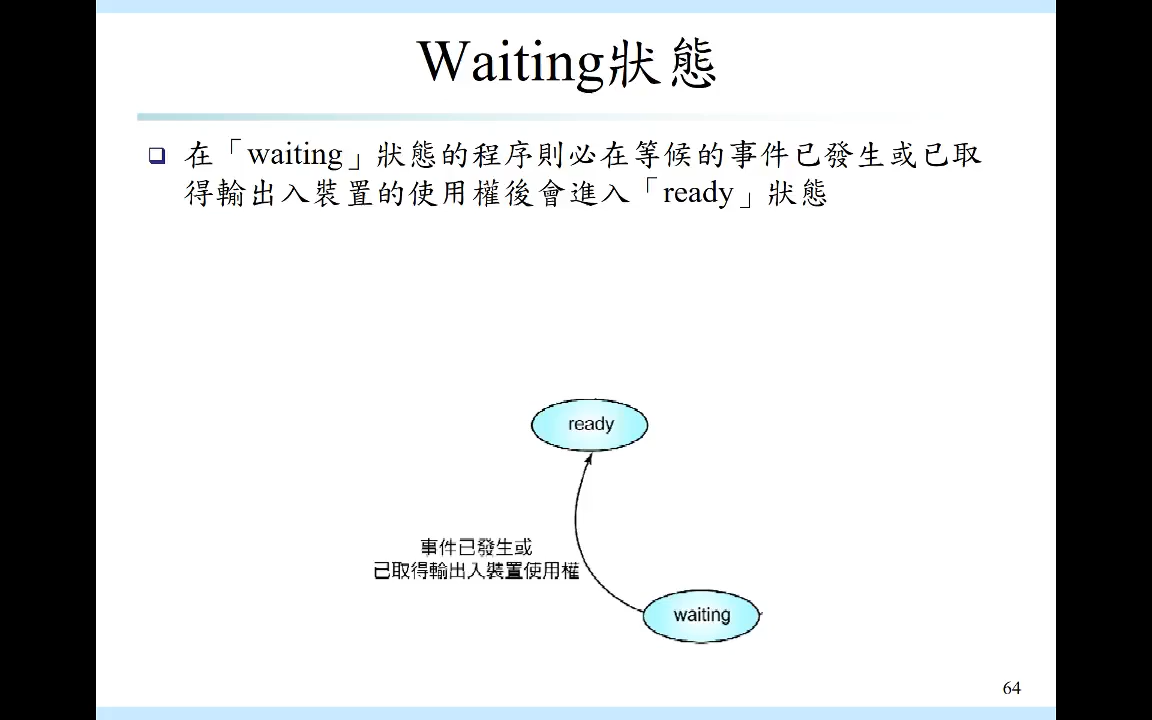 Waiting狀態
在「waiting」狀態的程序則必在等候的事件已發生或已取
得輸出入裝置的使用權後會進入「ready」狀態
ready
事件已發生或
已取得輸出入裝置使用權
waiting
64